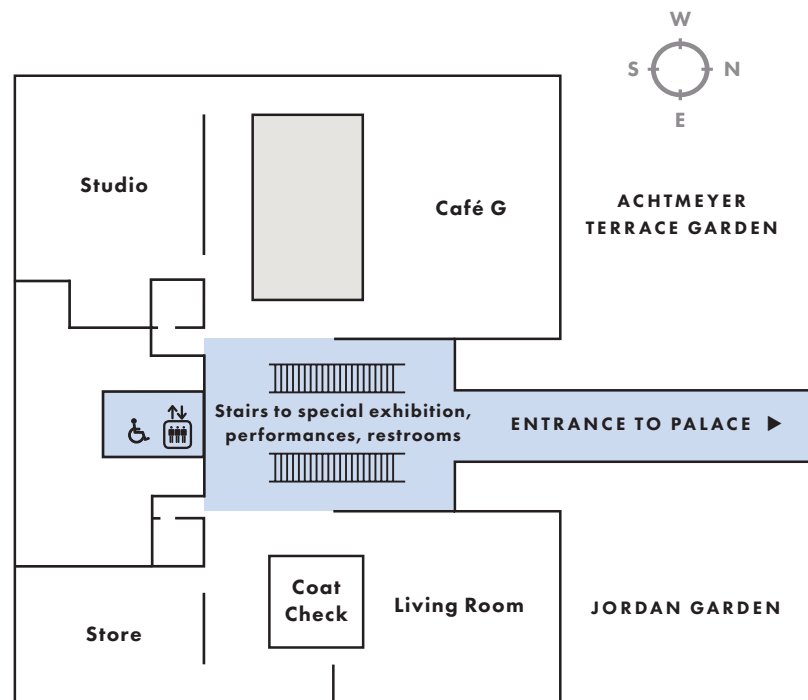 W
S
N
E
Studio
Café G
ACHTMEYER
TERRACE GARDEN
Stairs to special exhibition,
performances, restrooms
ENTRANCE TO PALACE ▶
Coat
Check
Living Room
JORDAN GARDEN
Store